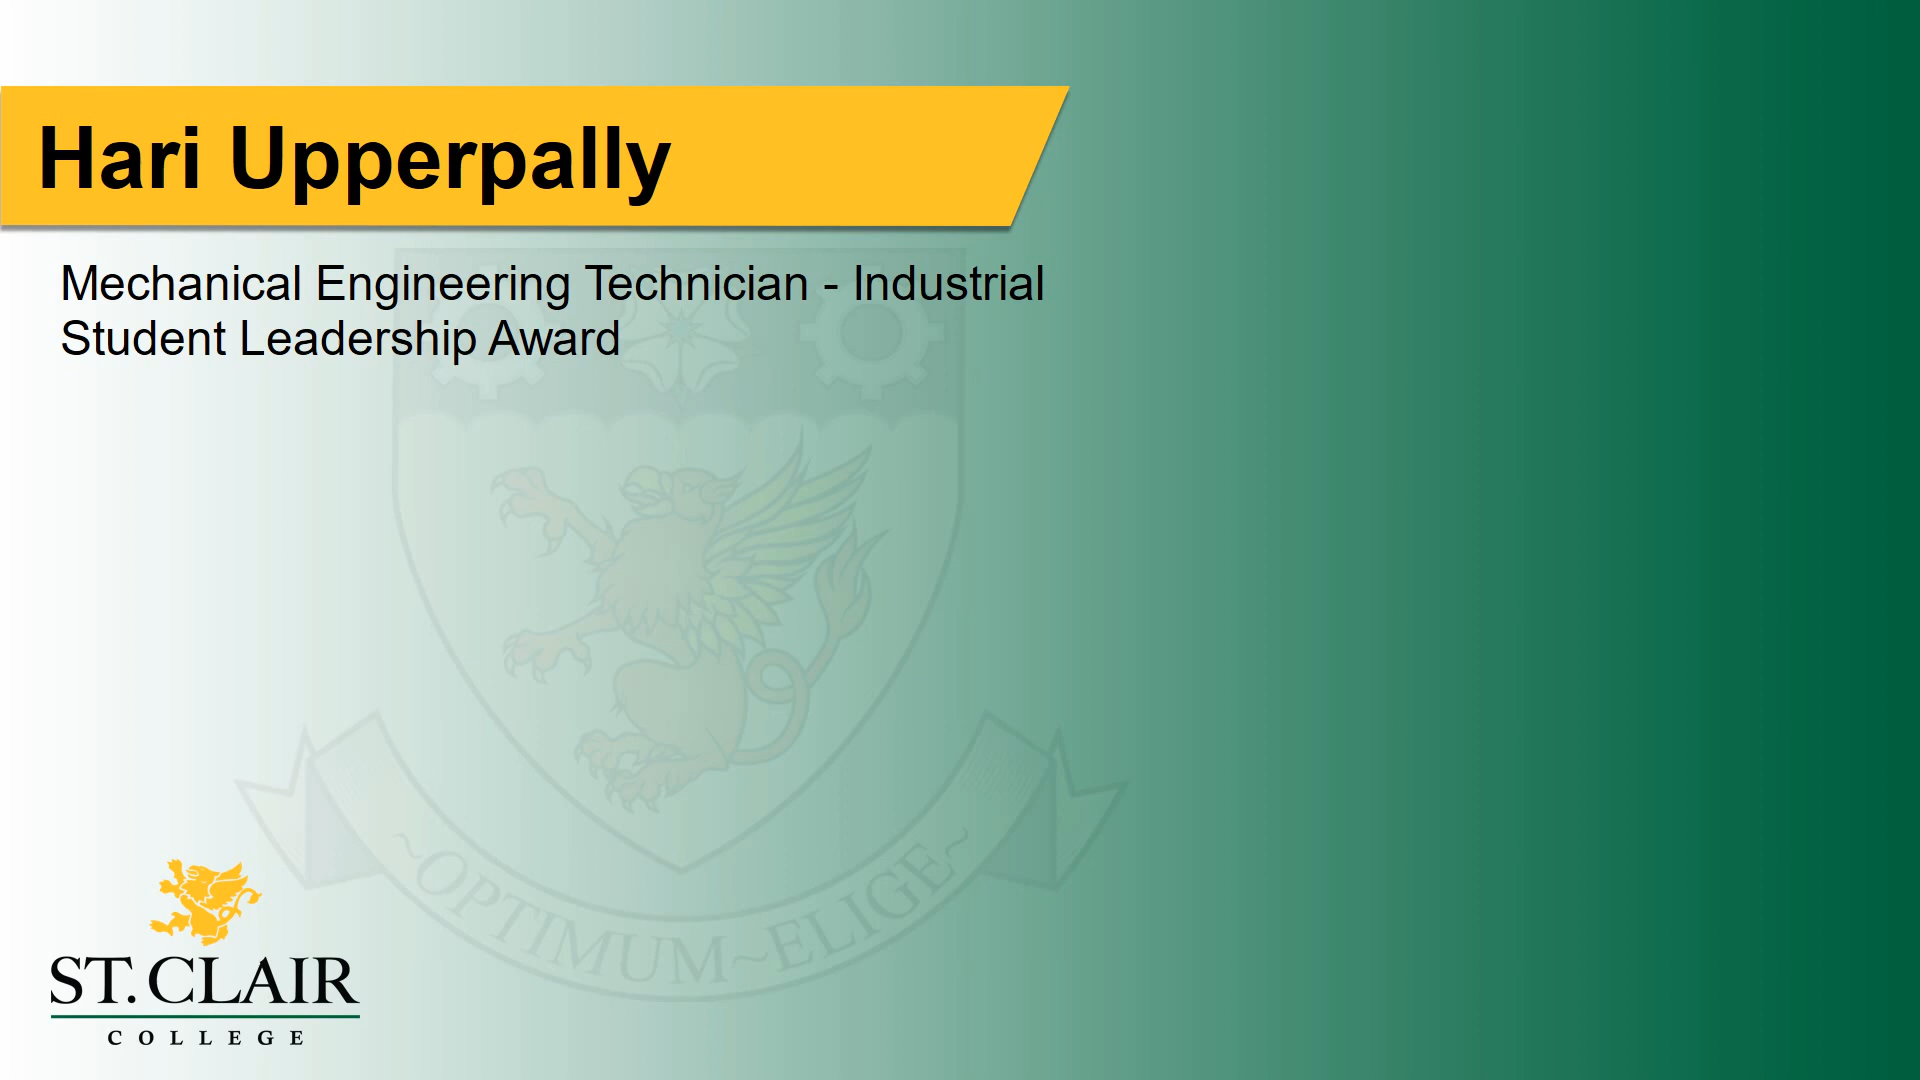 Hari Upperpally
Mechanical Engineering Technician - Industrial
Student Leadership Award
~OPTIMUM~ELIGE~
ST. CLAIR
COLLEGE